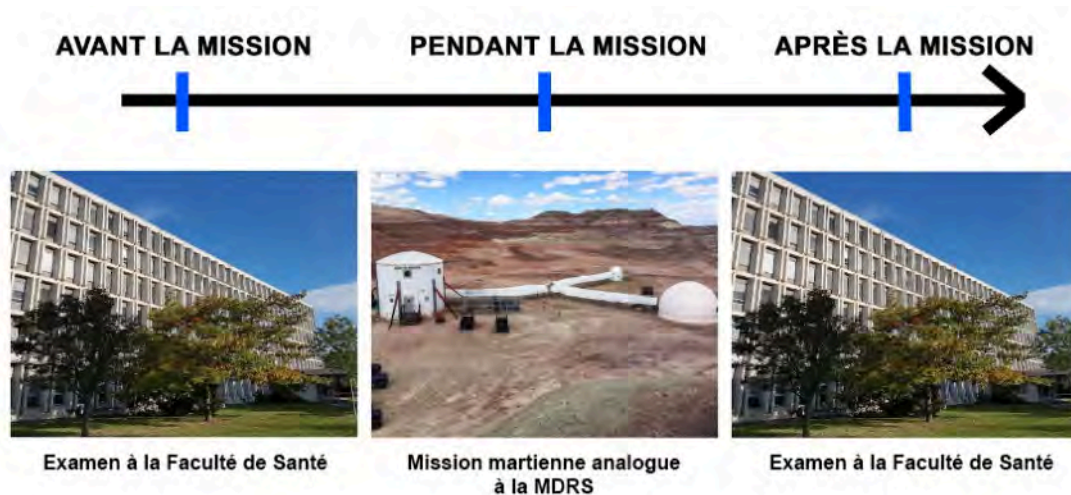 AVANT LA MISSION
PENDANT LA MISSION
APRÈS LA MISSION
Examen à la Faculté de Santé
Mission martienne analogue
à la MDRS
Examen à la Faculté de Santé